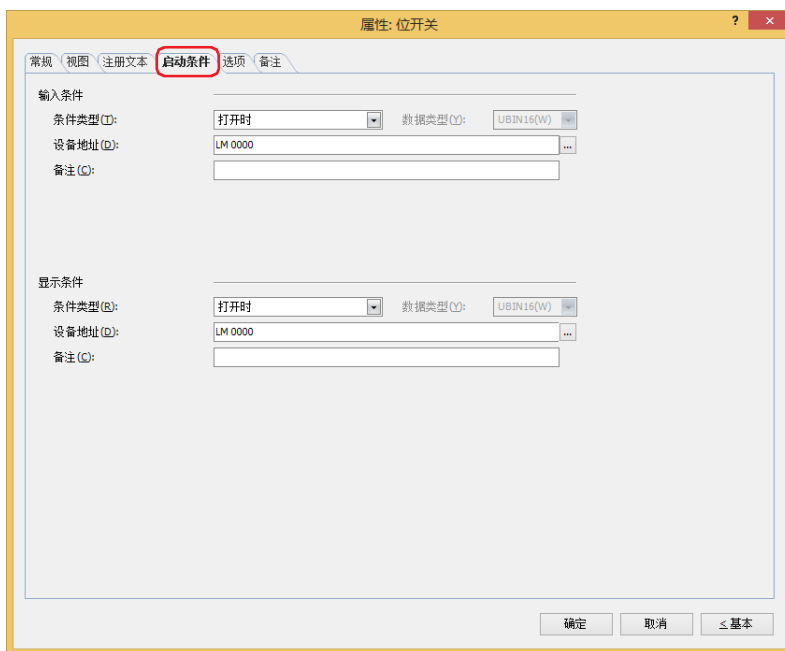 属性: 位开关 ? ×
常规 视图 注册文本 启动条件 选项 备注
输入条件
条件类型(T): 打开时 数据类型(Y): UBIN16(W)
设备地址(D): LM 0000 ...
备注(C):
显示条件
条件类型(R): 打开时 数据类型(Y): UBIN16(W)
设备地址(D): LM 0000 ...
备注(C):
确定 取消 <基本